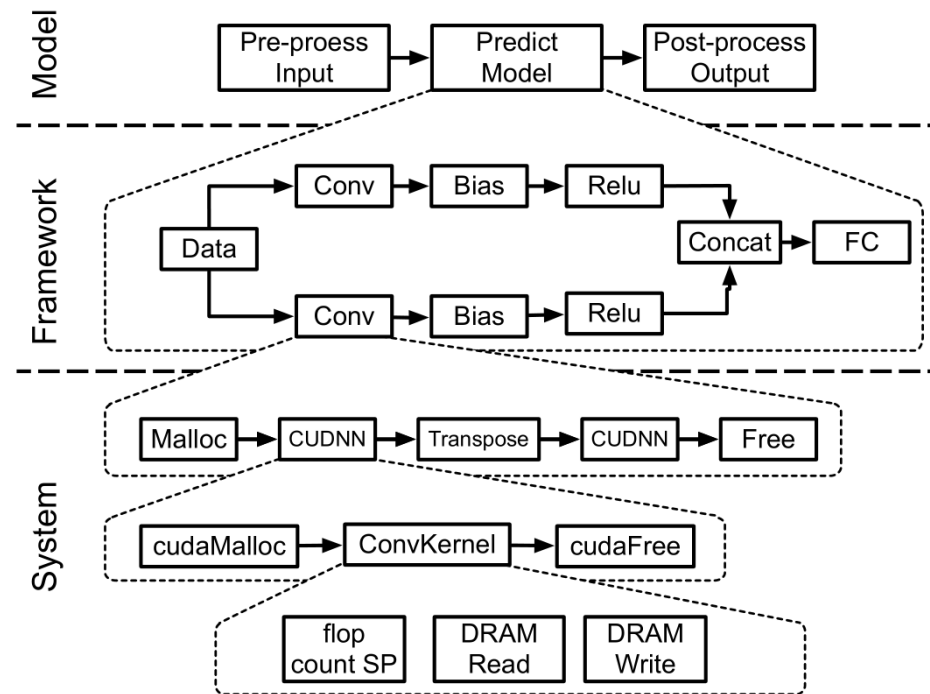 Model
Pre-proess
Input
Predict
Model
Post-process
Output
Framework
Data
Conv
Bias
Relu
Concat
FC
Conv
Bias
Relu
System
Malloc
CUDNN
Transpose
CUDNN
Free
cudaMalloc
ConvKernel
cudaFree
flop
count SP
DRAM
Read
DRAM
Write